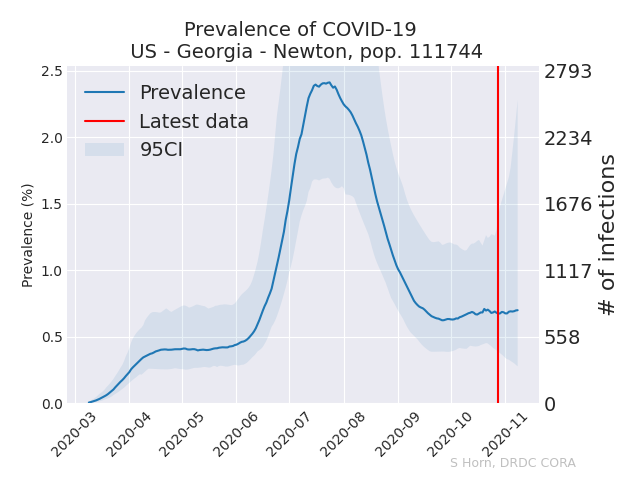 Prevalence of COVID-19
US - Georgia - Newton, pop. 111744
Prevalence
Latest data
95CI
Prevalence (%)
2.5
2.0
1.5
1.0
0.5
0.0
2793
2234
1676
1117
558
0
# of infections
2020-03
2020-04
2020-05
2020-06
2020-07
2020-08
2020-09
2020-10
2020-11
S Horn, DRDC CORA